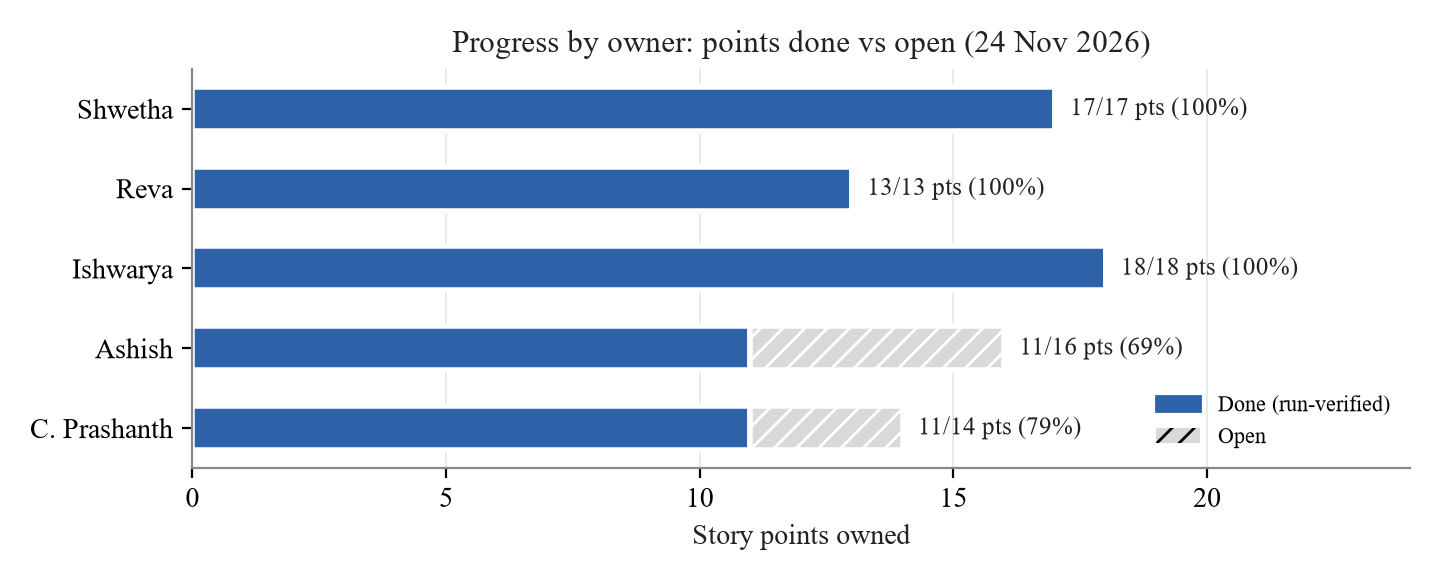 Progress by owner: points done vs open (24 Nov 2026)
Shwetha 17/17 pts (100%)
Reva 13/13 pts (100%)
Ishwarya 18/18 pts (100%)
Ashish 11/16 pts (69%)
C. Prashanth 11/14 pts (79%)
Done (run-verified)
Open
0 5 10 15 20
Story points owned